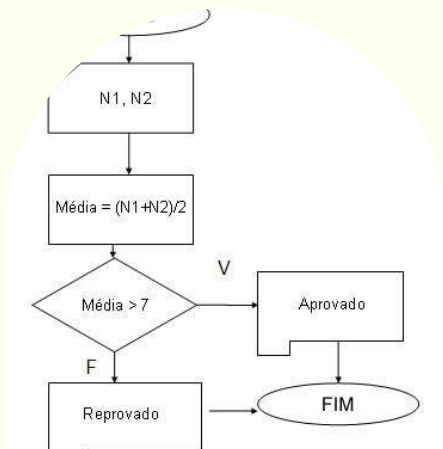 N1, N2
Média = (N1+N2)/2
Média > 7
V
Aprovado
F
Reprovado
FIM